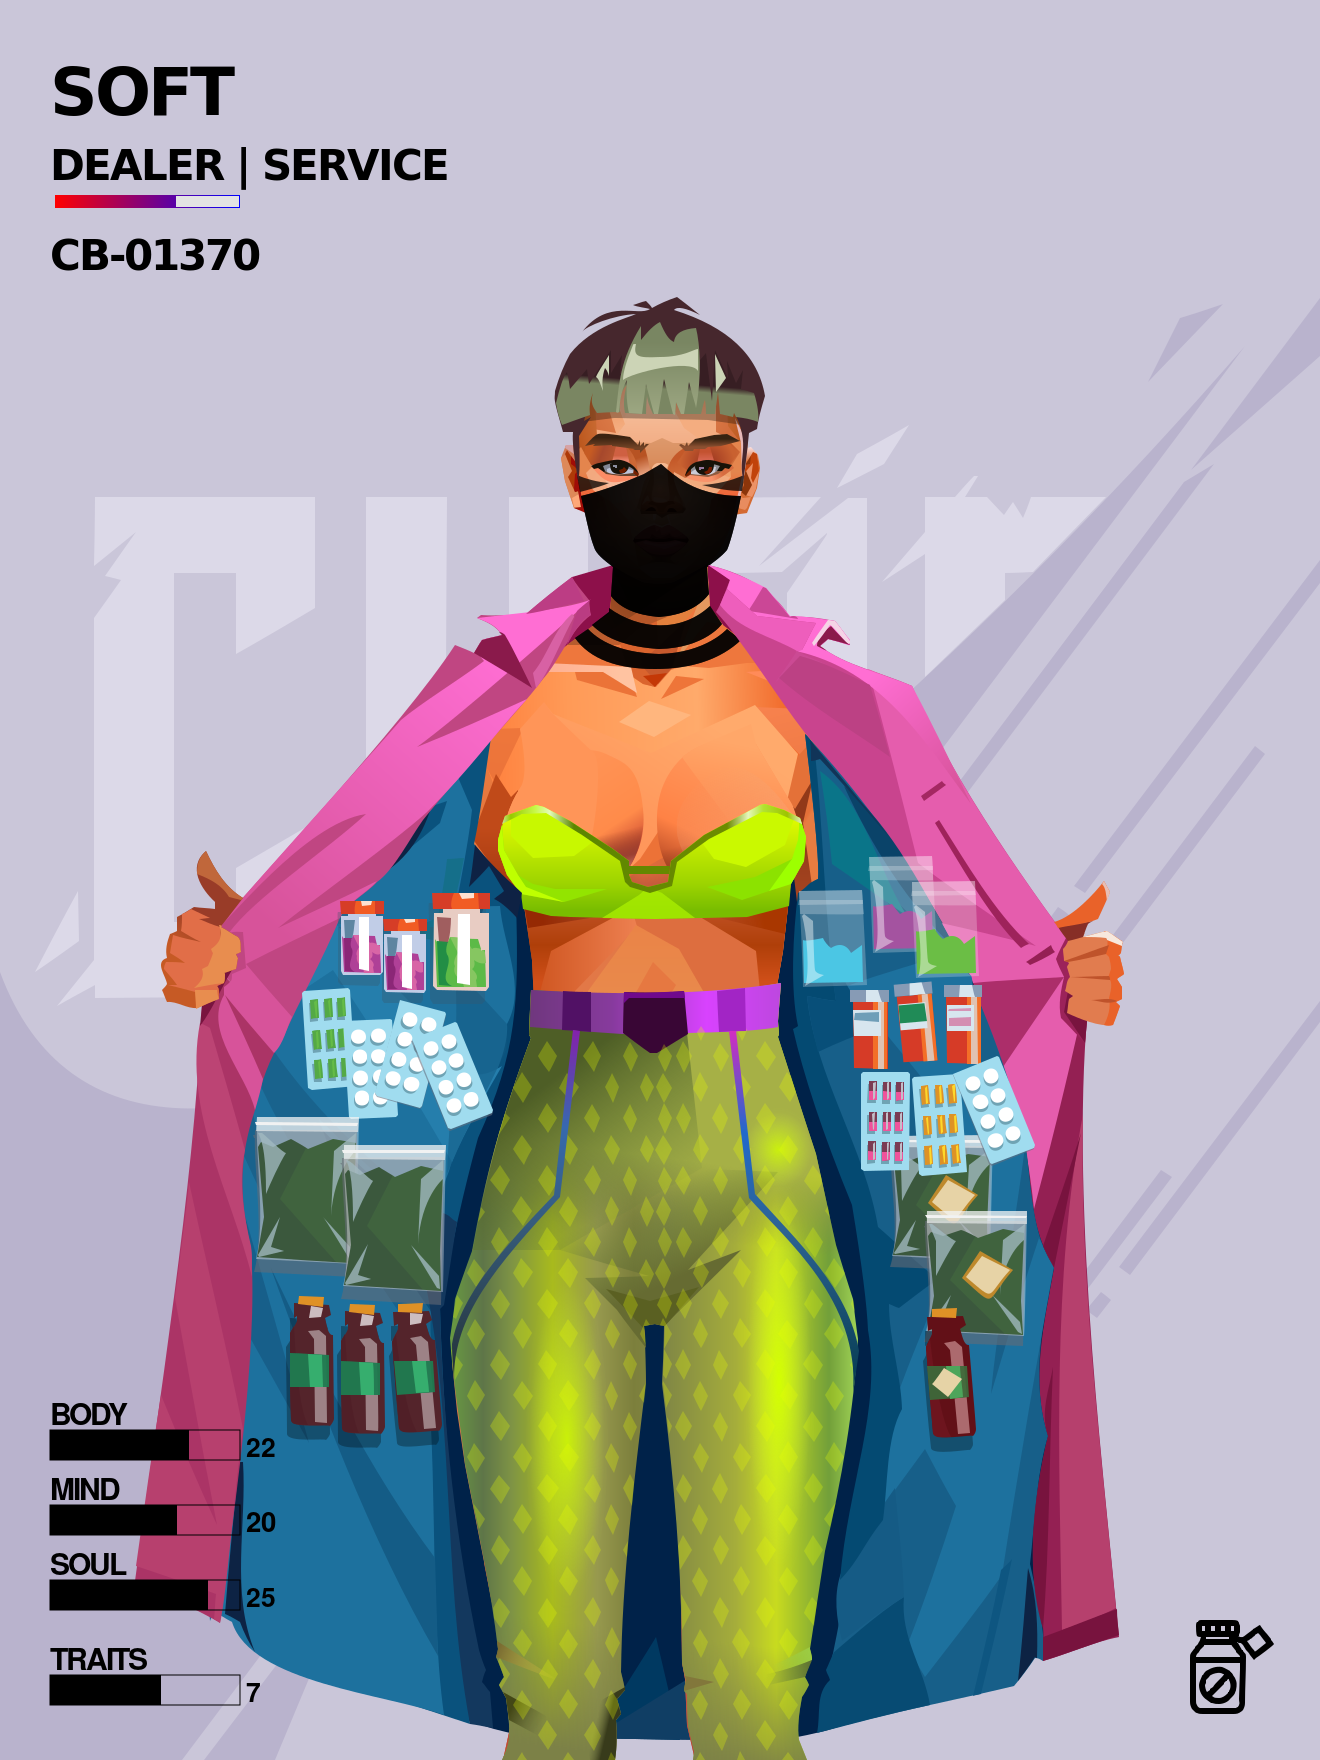 SOFT
DEALER | SERVICE
CB-01370
BODY
22
MIND
20
SOUL
25
TRAITS
7